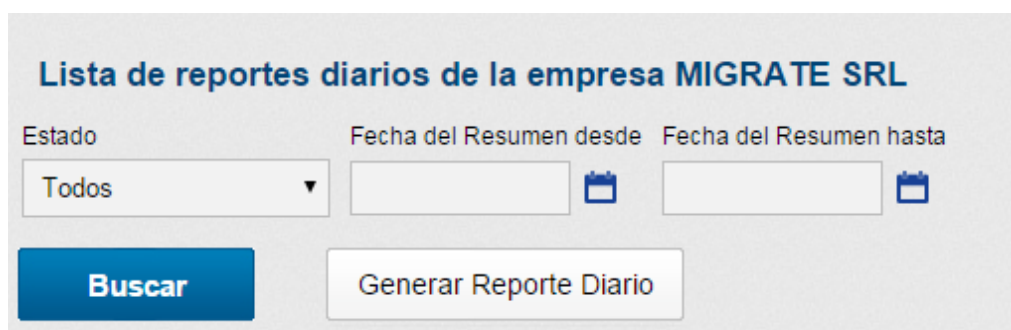 Lista de reportes diarios de la empresa MIGRATE SRL
Estado Fecha del Resumen desde Fecha del Resumen hasta
Todos
Buscar Generar Reporte Diario